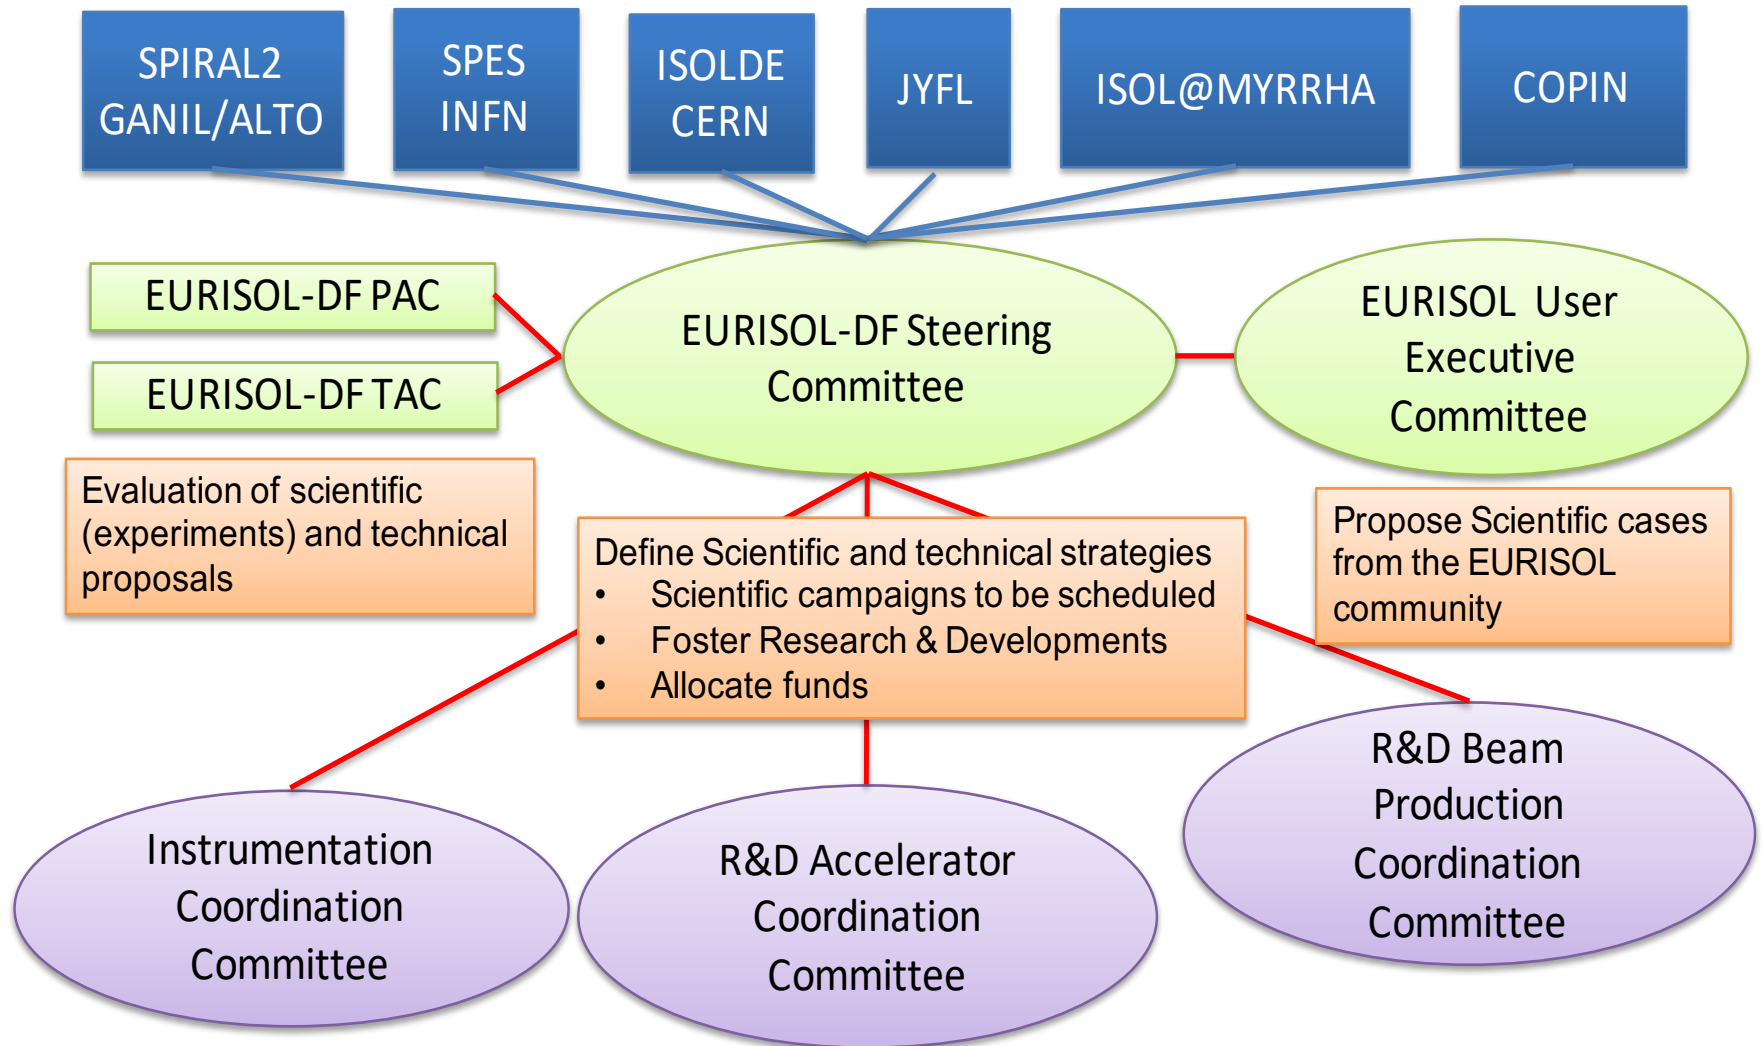 SPIRAL2
GANIL/ALTO
SPES
INFN
ISOLDE
CERN
JYFL
ISOL@MYRRHA
COPIN
EURISOL-DF PAC
EURISOL-DF TAC
EURISOL-DF Steering
Committee
EURISOL User
Executive
Committee
Evaluation of scientific
(experiments) and technical
proposals
Define Scientific and technical strategies
• Scientific campaigns to be scheduled
• Foster Research & Developments
• Allocate funds
Propose Scientific cases
from the EURISOL
community
Instrumentation
Coordination
Committee
R&D Accelerator
Coordination
Committee
R&D Beam
Production
Coordination
Committee